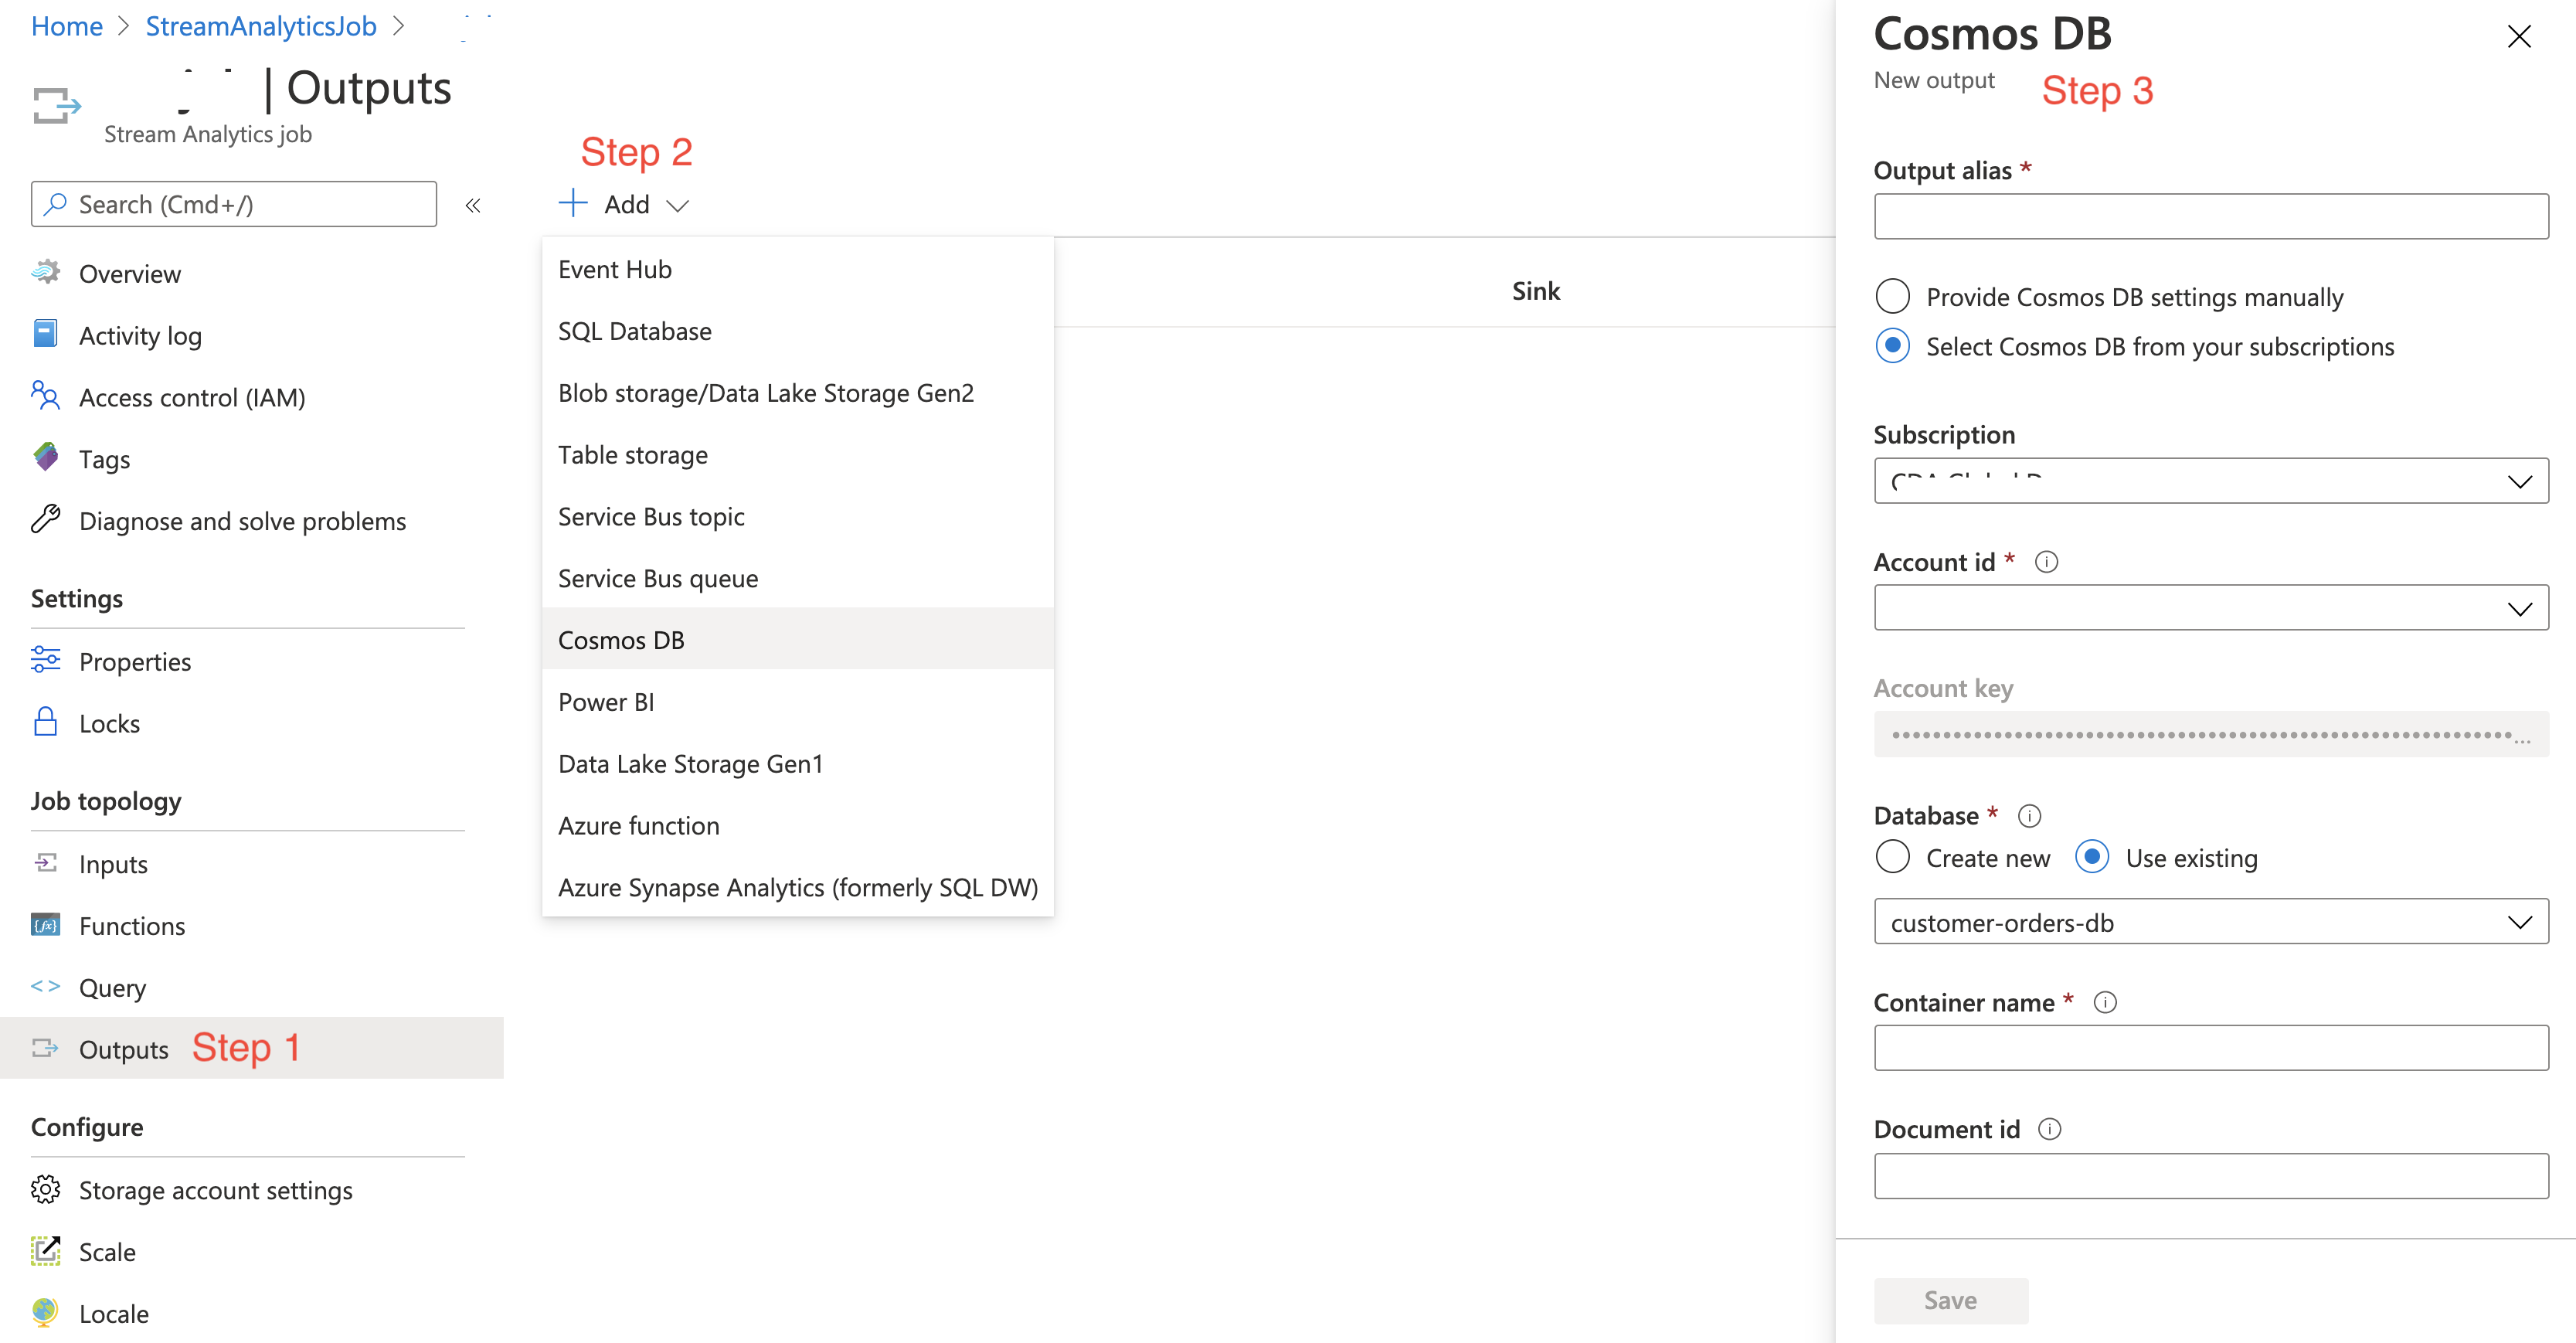 Home > StreamAnalyticsJob >
| Outputs
Stream Analytics job
Search (Cmd+/)
«
Overview
Activity log
Access control (IAM)
Tags
Diagnose and solve problems
Settings
Properties
Locks
Job topology
Inputs
Functions
Query
Outputs Step 1
Configure
Storage account settings
Scale
Locale
Step 2
+ Add
Event Hub
SQL Database
Blob storage/Data Lake Storage Gen2
Table storage
Service Bus topic
Service Bus queue
Cosmos DB
Power BI
Data Lake Storage Gen1
Azure function
Azure Synapse Analytics (formerly SQL DW)
Sink
Cosmos DB
New output Step 3
Output alias *
Provide Cosmos DB settings manually
Select Cosmos DB from your subscriptions
Subscription
Account id *
Account key
Database *
Create new Use existing
customer-orders-db
Container name *
Document id
Save